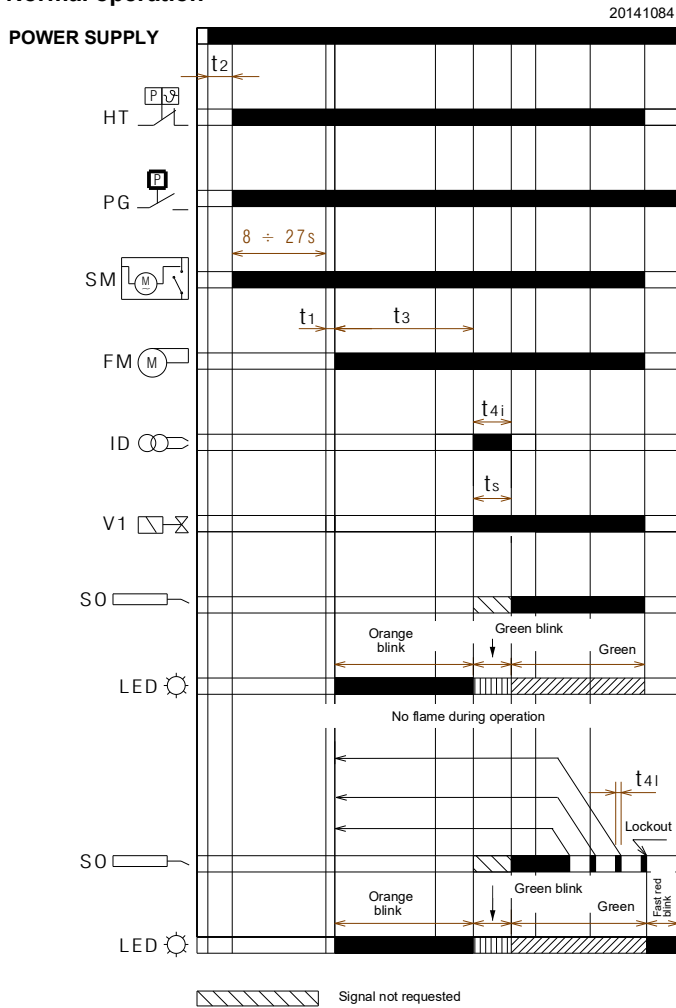 Normal operation
20141084
POWER SUPPLY
t2
P ϑ
HT
P
PG
8 ÷ 27s
SM M
t1 t3
FM M
t4i
ID
ts
V1
SO
Orange
blink
Green blink
Green
LED
No flame during operation
t4l
Lockout
SO
Orange
blink
Green blink
Green
Fast red
blink
LED
Signal not requested